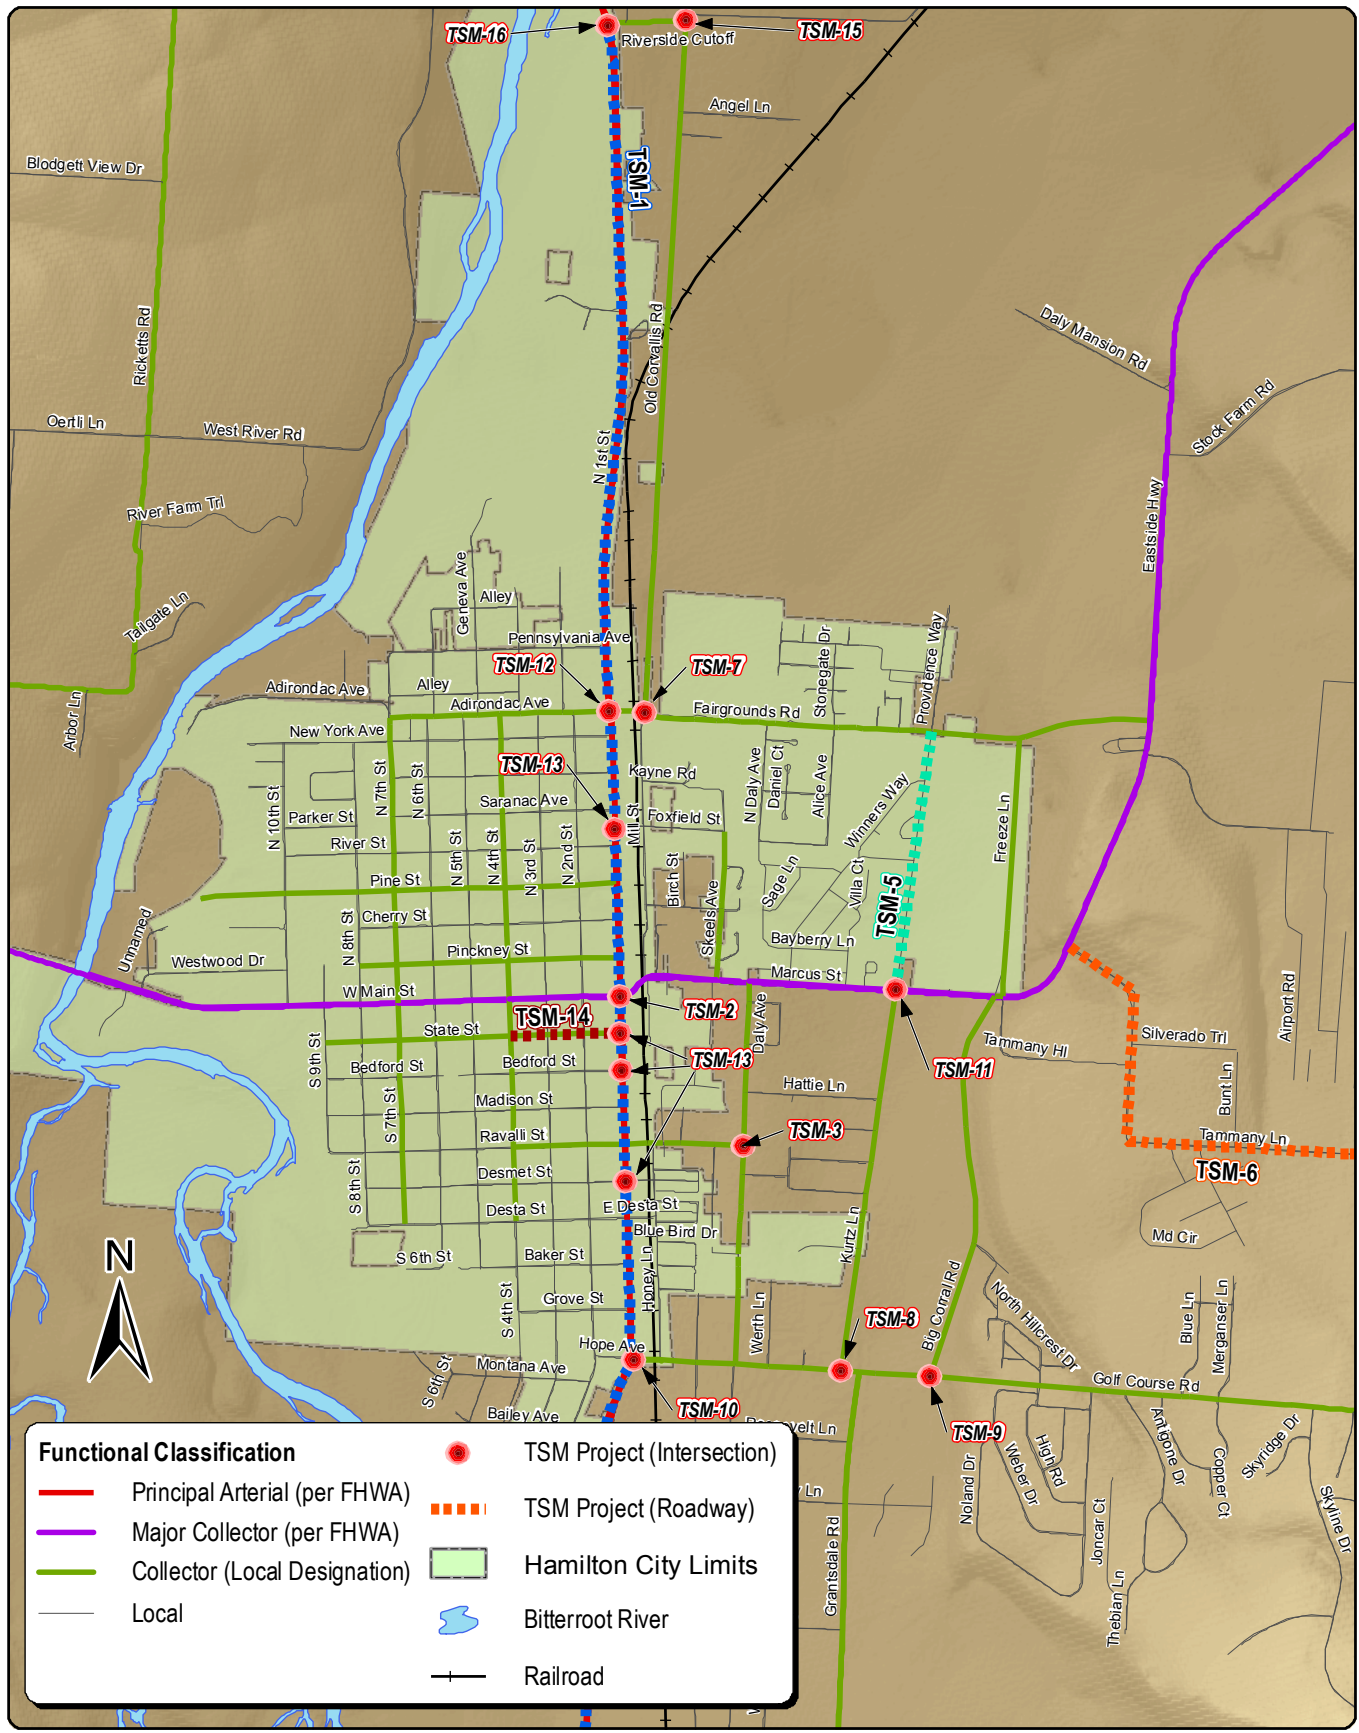 TSM-16
TSM-15
Riverside Cutoff
Angel Ln
TSM-1
Blodgett View Dr
Ricketts Rd
Old Corvallis Rd
Daly Mansion Rd
Stock Farm Rd
Oertli Ln
West River Rd
N 1st St
Eastside Hwy
River Farm Trl
Geneva Ave
Alley
Tailgate Ln
Pennsylvania Ave
Stonegate Dr
Providence Way
TSM-12
TSM-7
Adirondac Ave
Alley
Adirondac Ave
Fairgrounds Rd
Arbor Ln
New York Ave
TSM-13
Kayne Rd
N 7th St
N 6th St
N Daly Ave
Daniel Ct
Alice Ave
Winners Way
Freeze Ln
N 10th St
Parker St
Saranac Ave
Mill St
Foxfield St
River St
N 5th St
N 4th St
N 3rd St
N 2nd St
Pine St
Birch St
Skeels Ave
Sage Ln
Villa Ct
TSM-5
Unnamed
N 8th St
Cherry St
Pinckney St
Bayberry Ln
Westwood Dr
Marcus St
W Main St
TSM-2
Airport Rd
TSM-14
Daly Ave
State St
Silverado Trl
Tammany Hl
S 9th St
Bedford St
Bedford St
TSM-13
TSM-11
Hattie Ln
Bunt Ln
Madison St
S 7th St
Ravalli St
TSM-3
Tammany Ln
Desmet St
TSM-6
S 8th St
Desta St
E Desta St
Blue Bird Dr
Kurtz Ln
Md Cir
N
S 6th St
Baker St
Honey Ln
Big Corral Rd
North Hillcrest Dr
Blue Ln
Merganser Ln
Grove St
S 4th St
Werth Ln
TSM-8
Hope Ave
S 6th St
Montana Ave
Golf Course Rd
Bailey Ave
TSM-10
TSM-9
Antigone Dr
Skyridge Dr
Noland Dr
Weber Dr
High Rd
Copper Ct
Skyline Dr
Ln
Grantsdale Rd
Joncar Ct
Thebian Ln
Functional Classification
Principal Arterial (per FHWA)
Major Collector (per FHWA)
Collector (Local Designation)
Local
TSM Project (Intersection)
TSM Project (Roadway)
Hamilton City Limits
Bitterroot River
Railroad